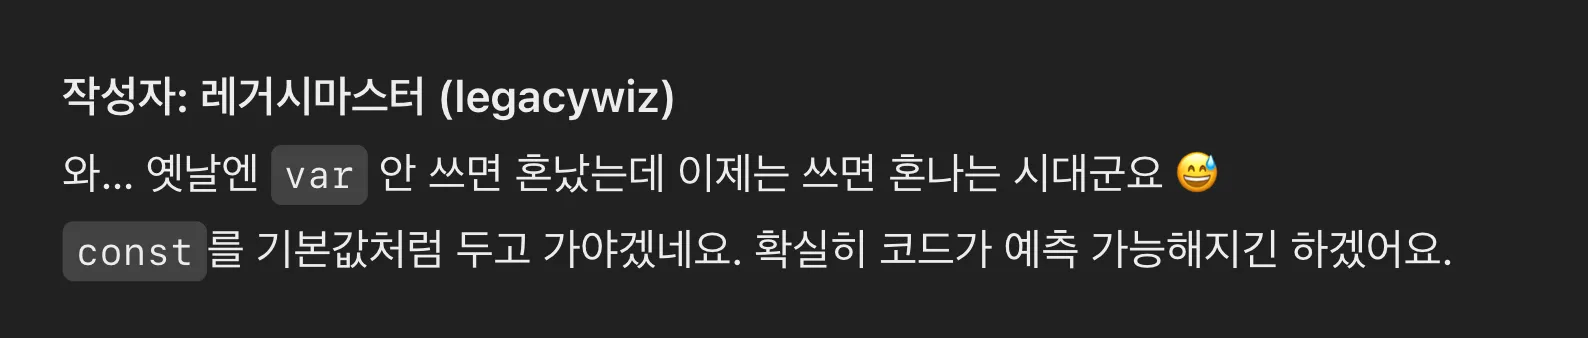 작성자: 레거시마스터 (legacywiz)
와... 옛날엔 var 안 쓰면 혼났는데 이제는 쓰면 혼나는 시대군요 😅
const를 기본값처럼 두고 가야겠네요. 확실히 코드가 예측 가능해지긴 하겠어요.